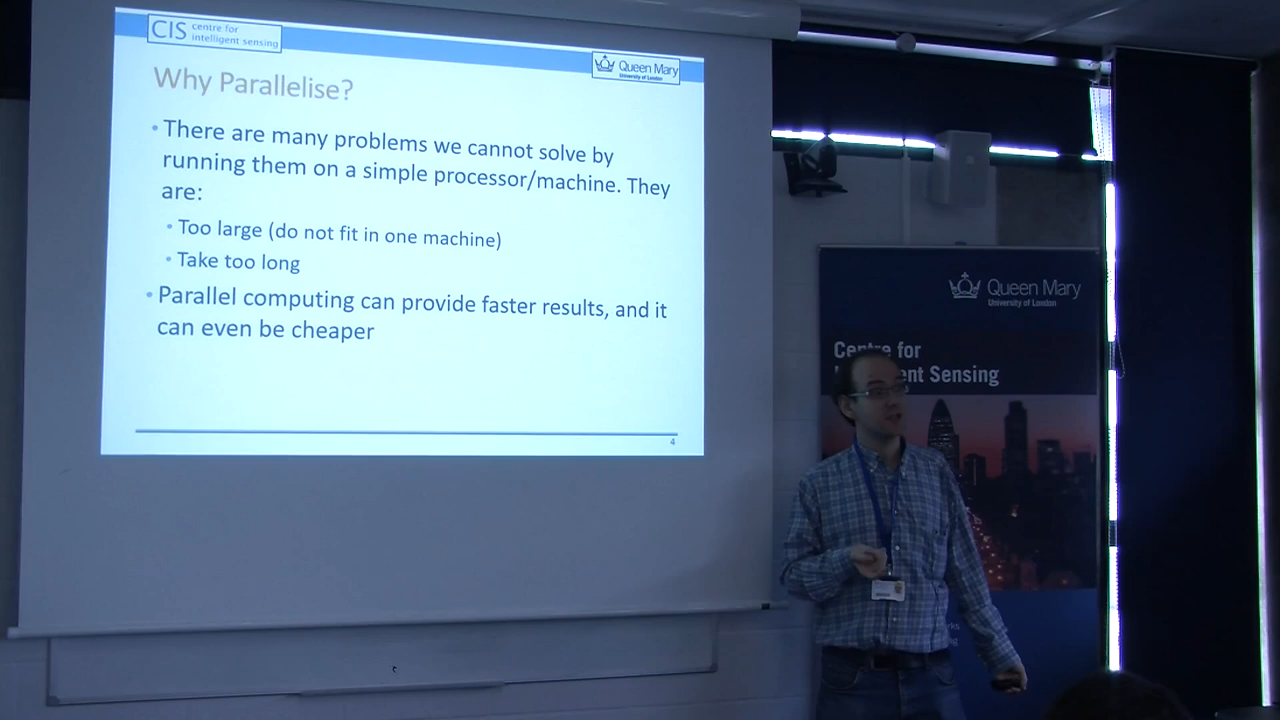 CIS centre for
intelligent sensing
Queen Mary
University of London
Why Parallelise?
• There are many problems we cannot solve by
running them on a simple processor/machine. They
are:
• Too large (do not fit in one machine)
• Take too long
• Parallel computing can provide faster results, and it
can even be cheaper
4
Queen Mary
University of London
Centre for
ent Sensing